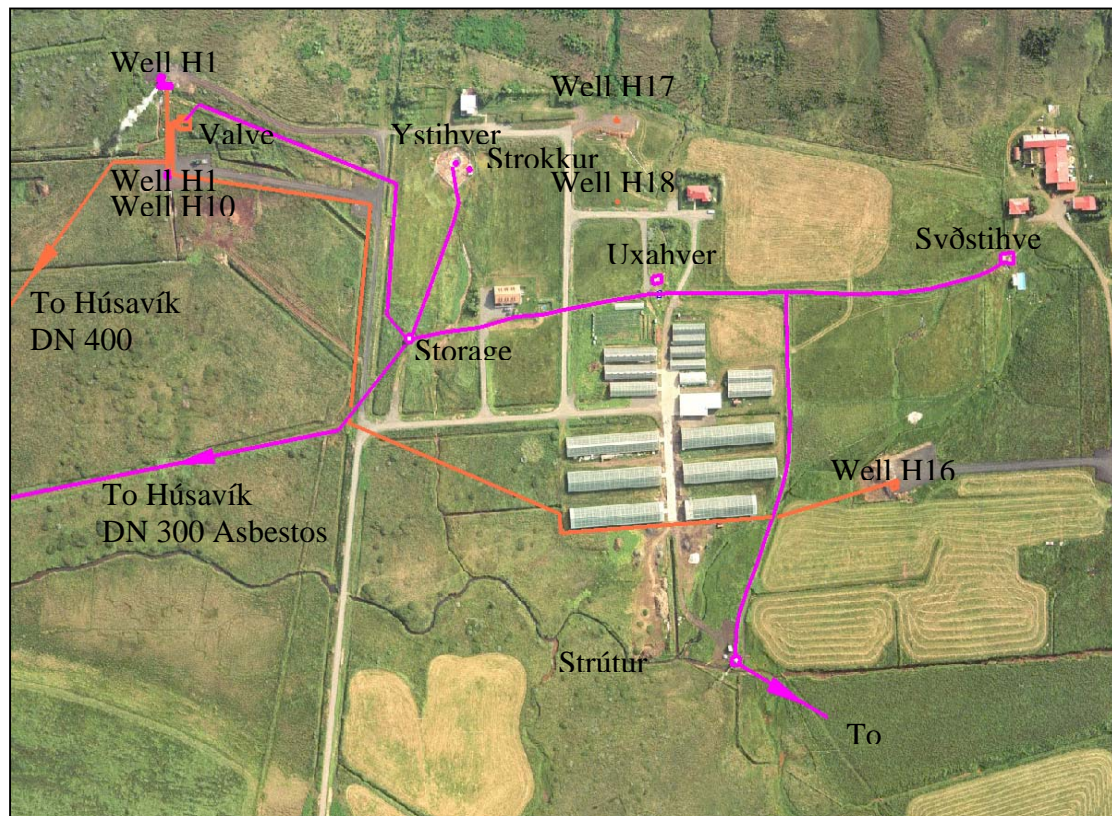 Well H1
Well H17
Valve
Ystihver
Strokkur
Well H1
Well H18
Well H10
Uxahver
Svðstihve
To Húsavík
DN 400
Storage
Well H16
To Húsavík
DN 300 Asbestos
Strútur
To